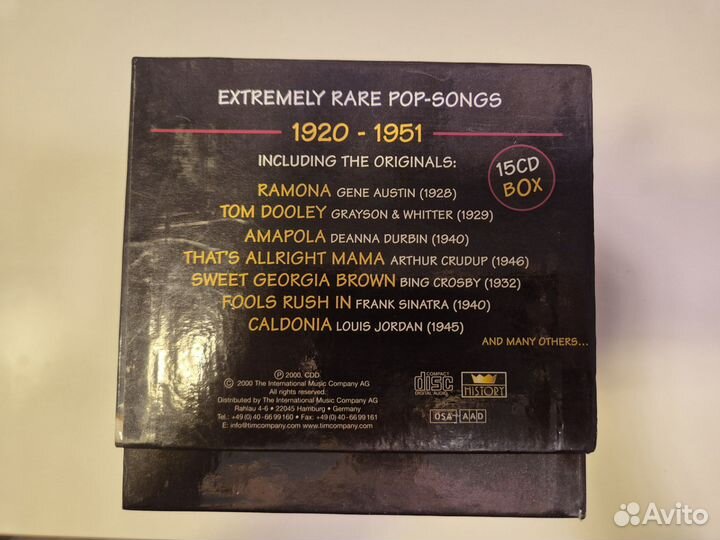 EXTREMELY RARE POP-SONGS
1920 - 1951
INCLUDING THE ORIGINALS:
15CD
BOX
RAMONA GENE AUSTIN (1928)
TOM DOOLEY GRAYSON & WHITTER (1929)
AMAPOLA DEANNA DURBIN (1940)
THAT'S ALLRIGHT MAMA ARTHUR CRUDUP (1946)
SWEET GEORGIA BROWN BING CROSBY (1932)
FOOLS RUSH IN FRANK SINATRA (1940)
CALDONIA LOUIS JORDAN (1945)
AND MANY OTHERS...
℗ 2000. CDD
© 2000 The International Music Company AG
All rights reserved.
Distributed by The International Music Company AG
Rahlau 4-6 • 22045 Hamburg • Germany
Tel.: +49 (0) 40 - 66 99 160 • Fax: +49 (0) 40 - 66 99 161
E: info@timcompany.com • www.timcompany.com
COMPACT
disc
DIGITAL AUDIO
HISTORY
OSA AAD
Avito